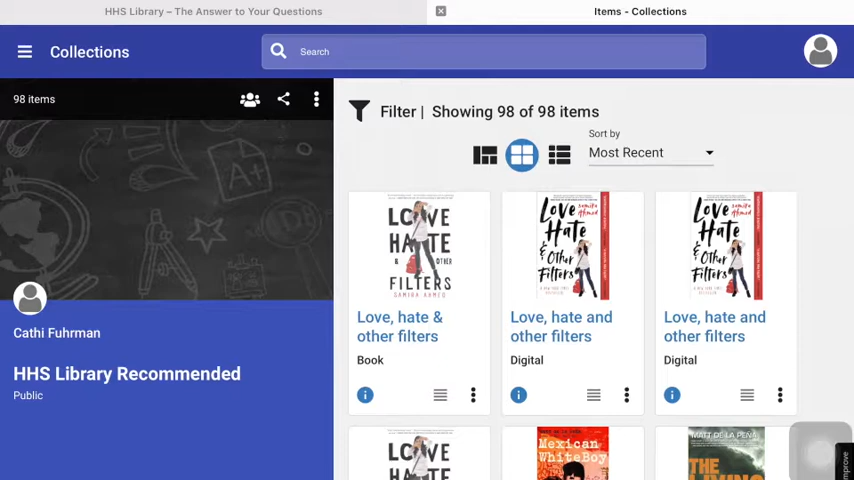 HHS Library – The Answer to Your Questions
Items - Collections
Collections
Search
98 items
Filter | Showing 98 of 98 items
Sort by
Most Recent
A+
Cathi Fuhrman
HHS Library Recommended
Public
LOVE
HATE
& OTHER
FILTERS
SAMIRA AHMED
Love, hate &
other filters
Book
Love
Hate
& Other
Filters
Samira
Ahmed
Love, hate and
other filters
Digital
Love
Hate
& Other
Filters
Samira
Ahmed
Love, hate and
other filters
Digital
LOVE
HATE
Mexican
WhiteBoy
MATT DE LA PEÑA
THE
LIVING
Improve